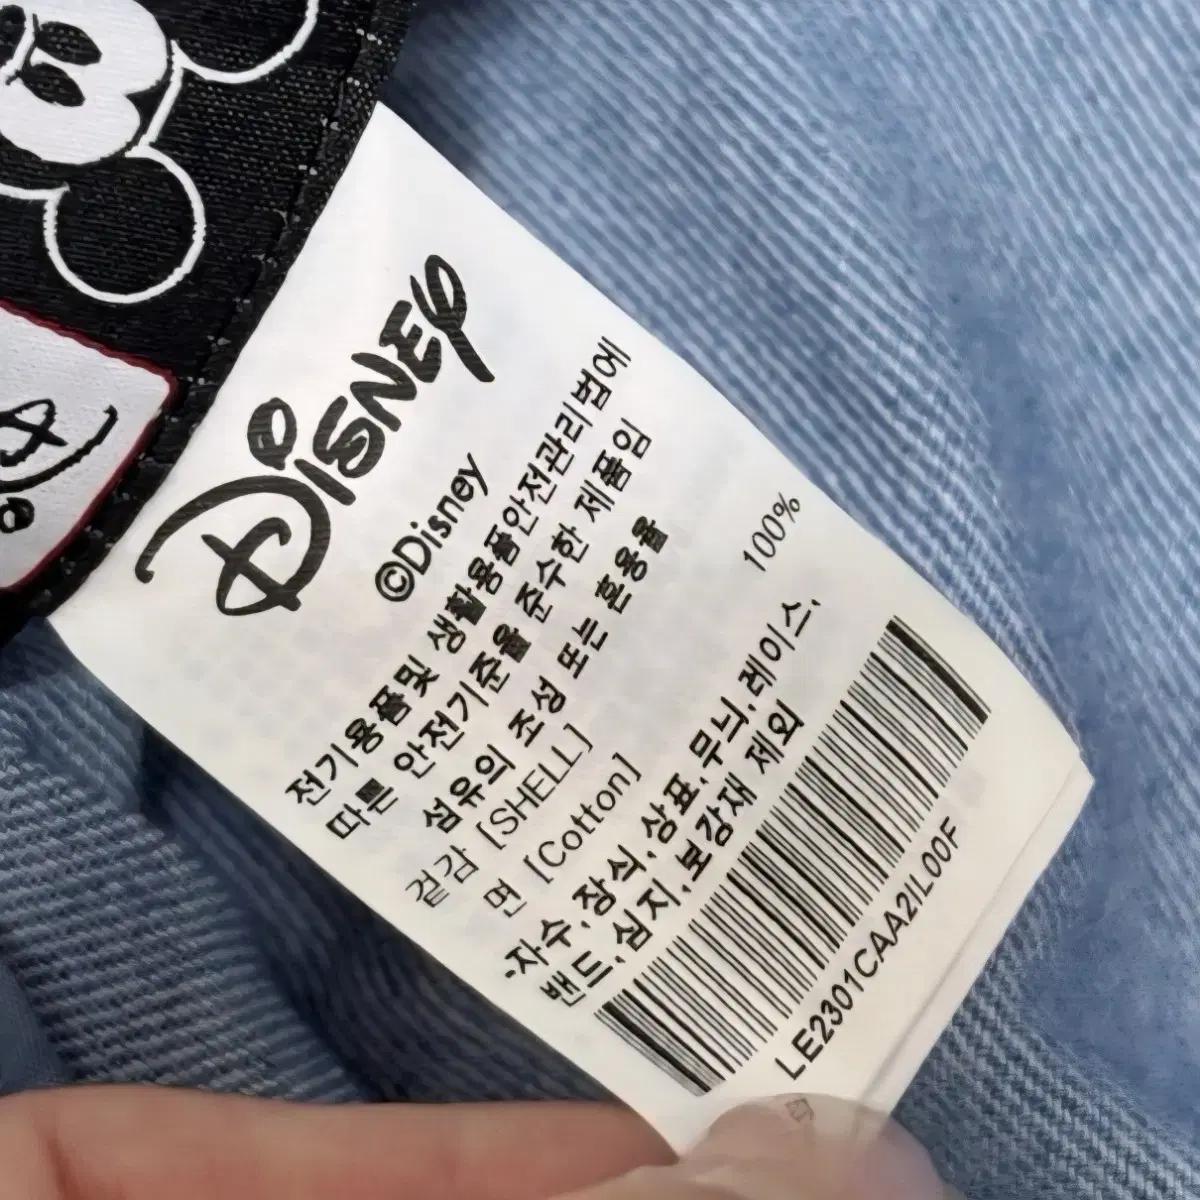 Disney
©Disney
전기용품및 생활용품안전관리법에
따른 안전기준을 준수한 제품임
섬유의 조성 또는 혼용율
겉감 [SHELL]
면 [Cotton] 100%
·자수.장식.상표.무늬.레이스.
밴드.심지.보강재 제외
LE2301CAA2IL00F